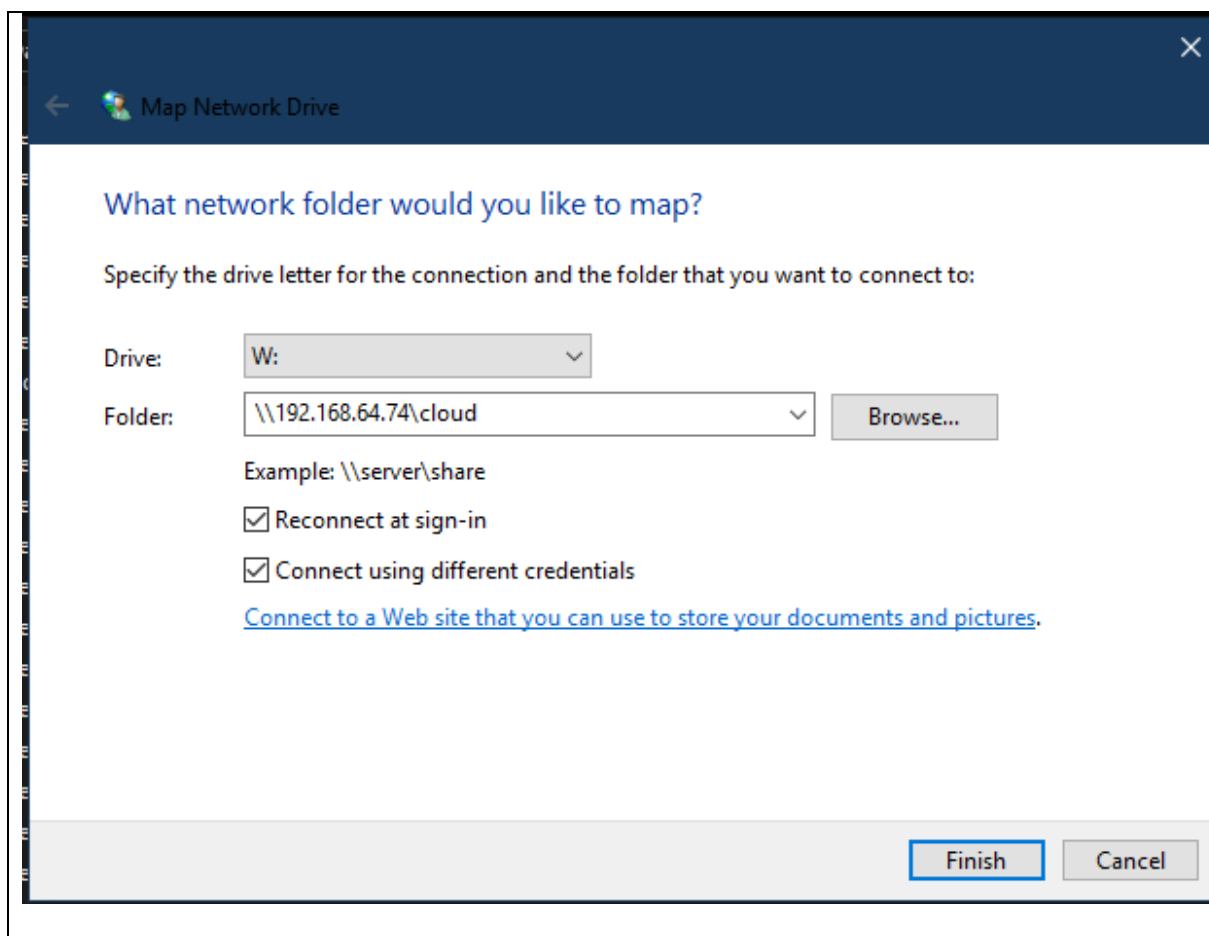 Map Network Drive
What network folder would you like to map?
Specify the drive letter for the connection and the folder that you want to connect to:
Drive: W:
Folder: \\192.168.64.74\cloud Browse...
Example: \\server\share
Reconnect at sign-in
Connect using different credentials
Connect to a Web site that you can use to store your documents and pictures.
Finish Cancel